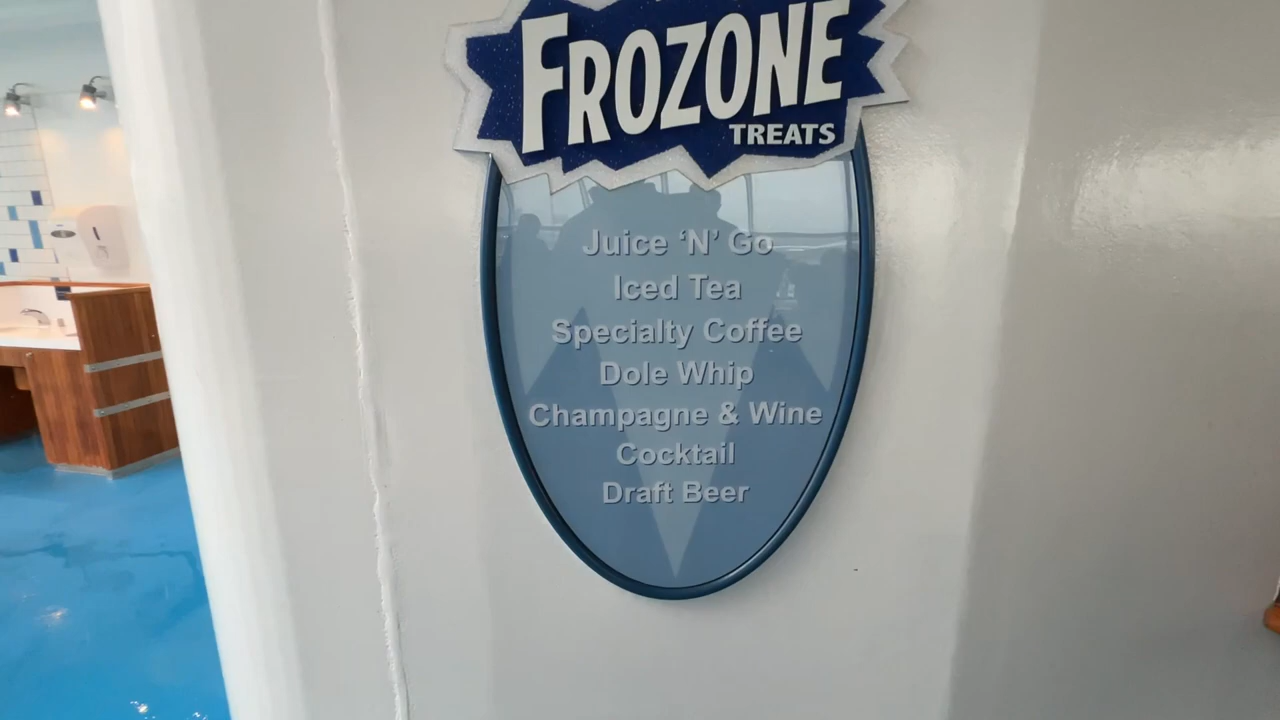 FROZONE
TREATS
Juice ‘N’ Go
Iced Tea
Specialty Coffee
Dole Whip
Champagne & Wine
Cocktail
Draft Beer